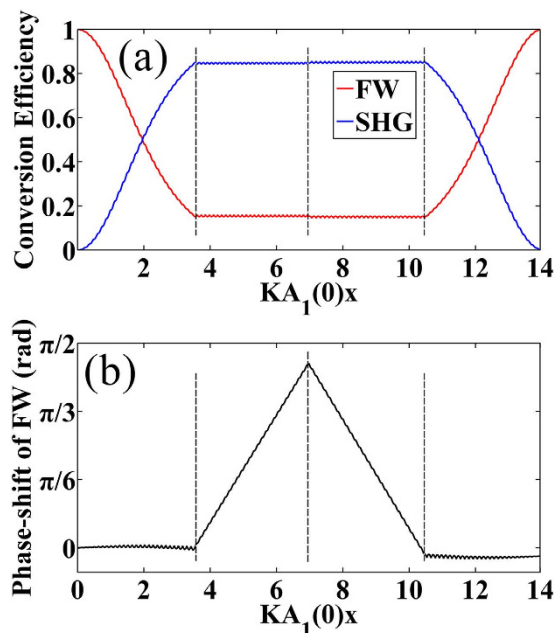 (a)
Conversion Efficiency
1
0.8
0.6
0.4
0.2
0
FW
SHG
2 4 6 8 10 12 14
KA₁(0)x
(b)
Phase-shift of FW (rad)
π/2
π/3
π/6
0
0 2 4 6 8 10 12 14
KA₁(0)x